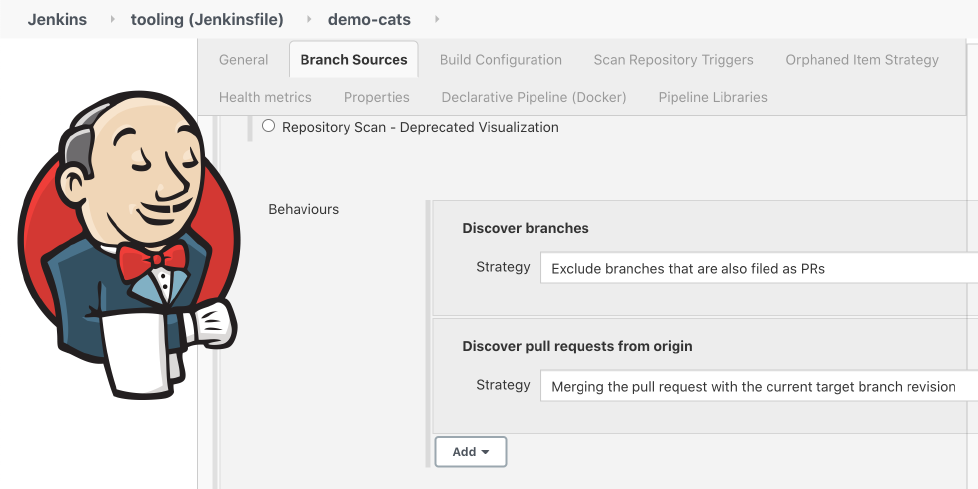 Jenkins tooling (Jenkinsfile) demo-cats
General Branch Sources Build Configuration Scan Repository Triggers Orphaned Item Strategy
Health metrics Properties Declarative Pipeline (Docker) Pipeline Libraries
Repository Scan - Deprecated Visualization
Behaviours
Discover branches
Strategy Exclude branches that are also filed as PRs
Discover pull requests from origin
Strategy Merging the pull request with the current target branch revision
Add